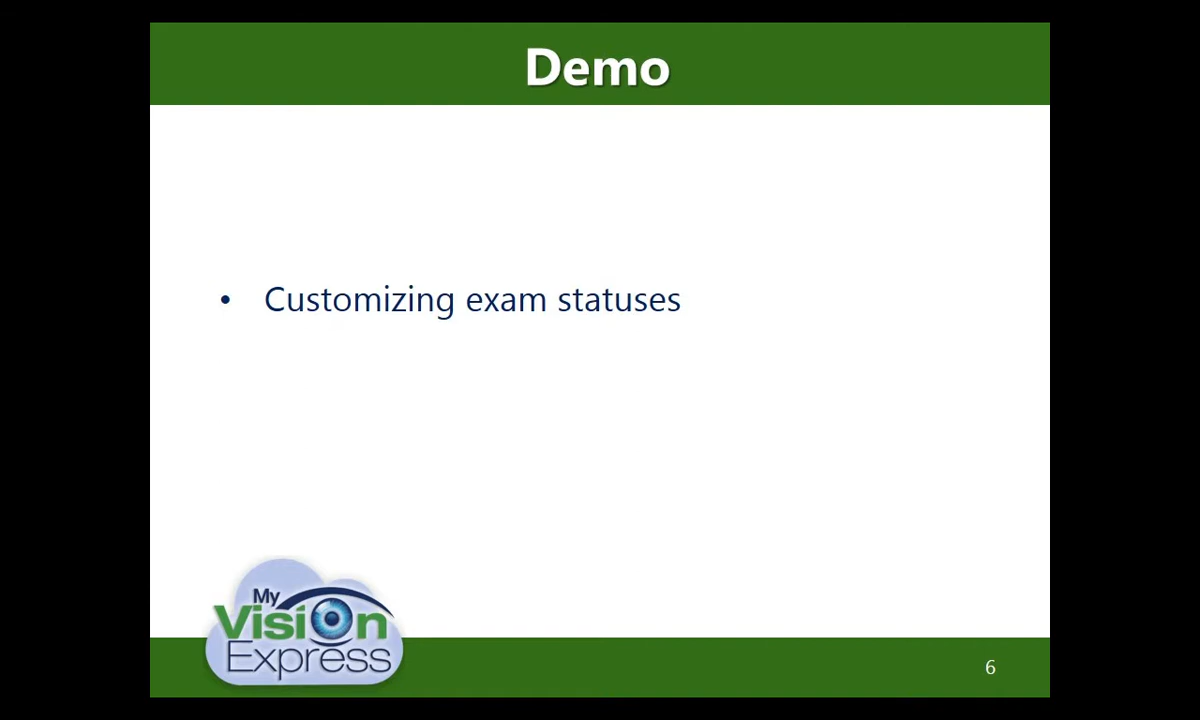 Demo
• Customizing exam statuses
My
Vision
Express
6